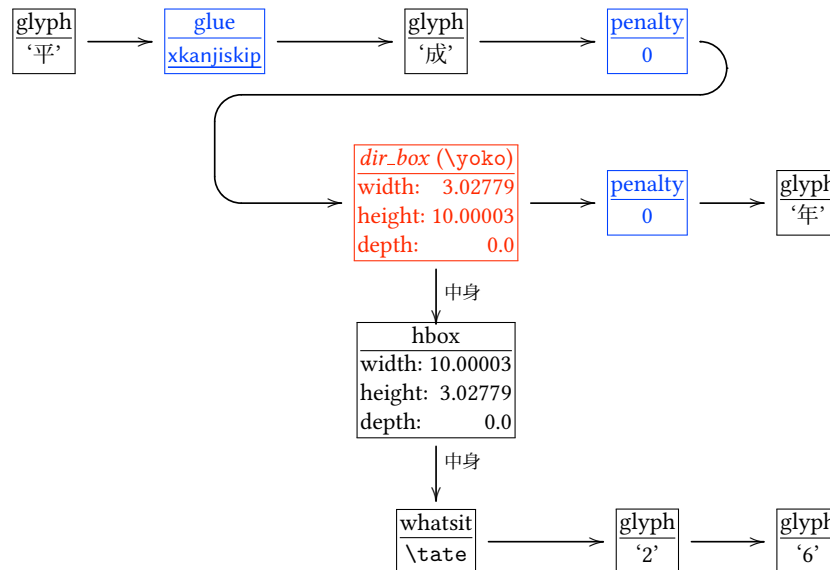 glyph
‘平’
glue
xkanjiskip
glyph
‘成’
penalty
0
dir_box (\yoko)
width: 3.02779
height: 10.00003
depth: 0.0
penalty
0
glyph
‘年’
中身
hbox
width: 10.00003
height: 3.02779
depth: 0.0
中身
whatsit
\tate
glyph
‘2’
glyph
‘6’